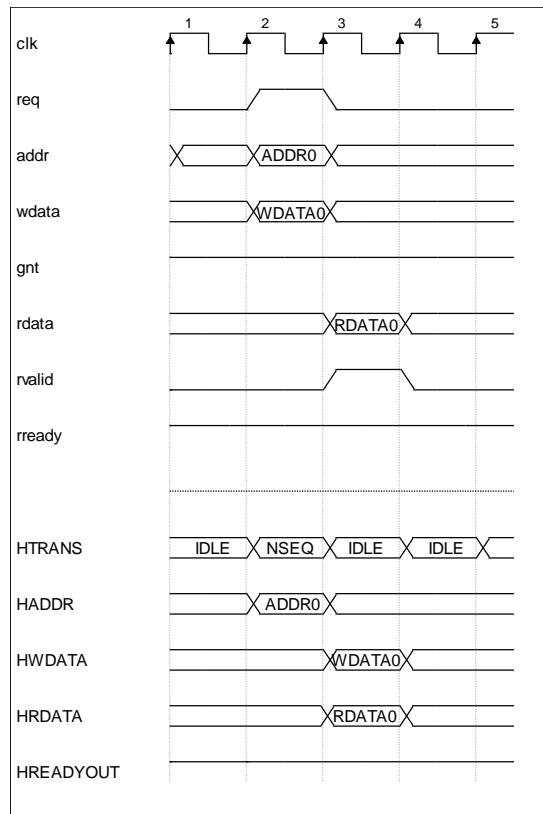 1 2 3 4 5
clk
req
addr ADDR0
wdata WDATA0
gnt
rdata RDATA0
rvalid
rready
HTRANS IDLE NSEQ IDLE IDLE
HADDR ADDR0
HWDATA WDATA0
HRDATA RDATA0
HREADYOUT